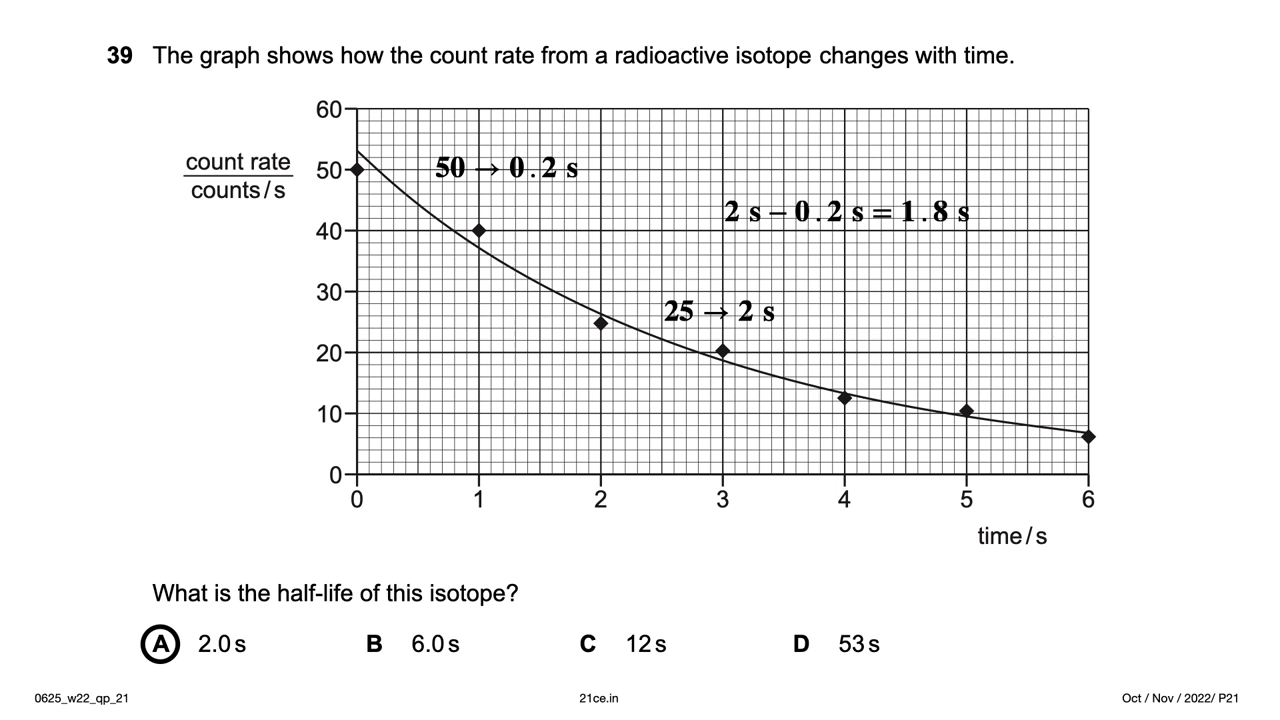 39 The graph shows how the count rate from a radioactive isotope changes with time.
60
count rate
counts / s
50
50 → 0.2 s
2 s – 0.2 s = 1.8 s
40
30
25 → 2 s
20
10
0
0 1 2 3 4 5 6
time / s
What is the half-life of this isotope?
A 2.0 s B 6.0 s C 12 s D 53 s
0625_w22_qp_21 21ce.in Oct / Nov / 2022/ P21